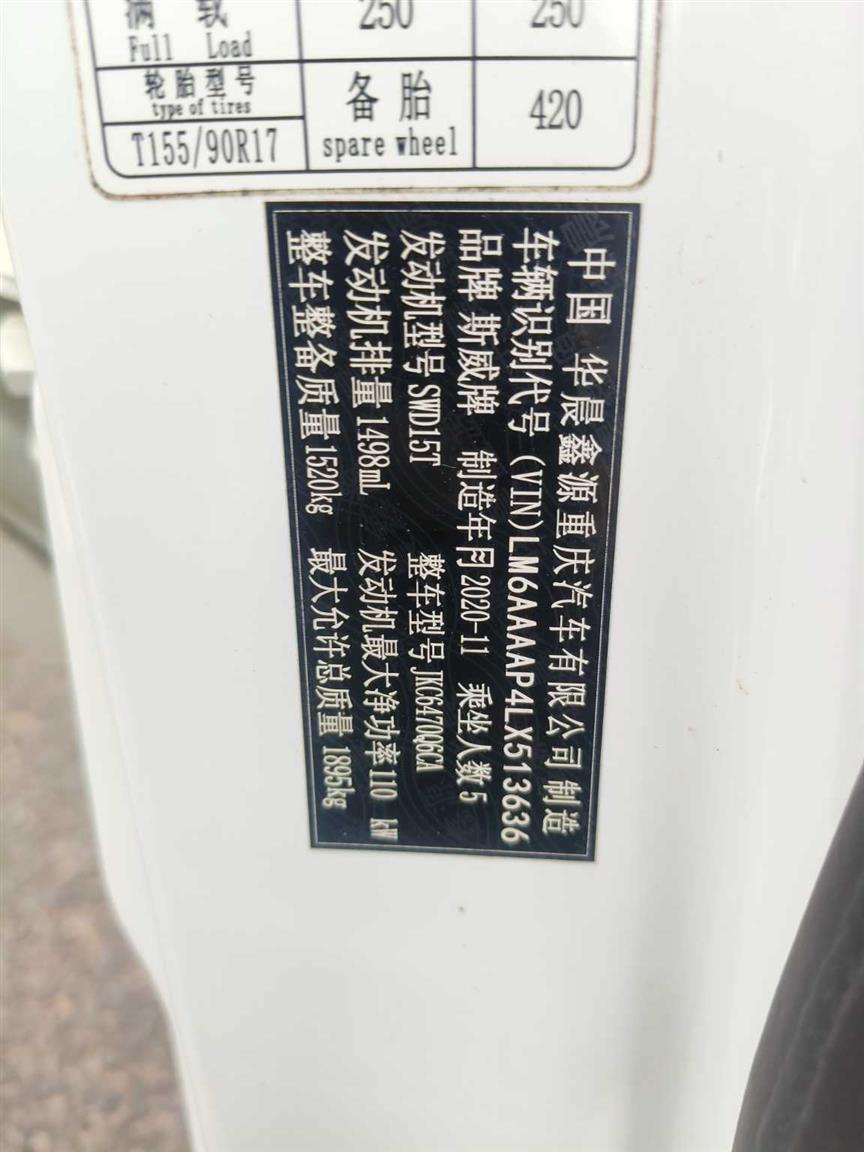 满载 250 250
Full Load
轮胎型号 备胎 420
type of tires
T155/90R17 spare wheel
中国 华晨鑫源重庆汽车有限公司制造
车辆识别代号(VIN)LM6AAAAP4LX513636
品牌 斯威牌 制造年月 2020-11 乘坐人数 5
发动机型号 SWD15T 整车型号 JKC6470Q6CA
发动机排量 1498mL 发动机最大净功率 110 kW
整车整备质量 1520kg 最大允许总质量 1895kg